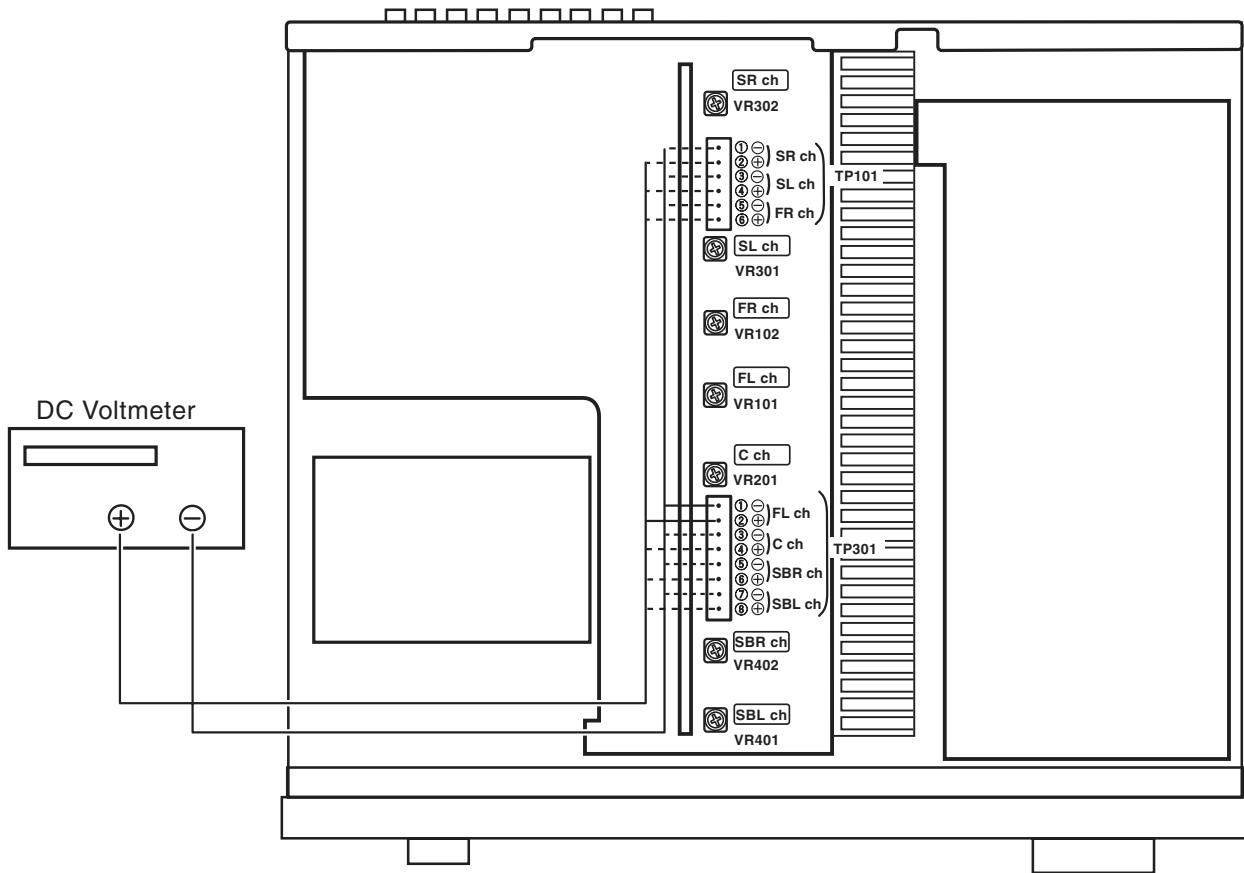 SR ch
VR302
① ⊖
② ⊕
SR ch
③ ⊖
④ ⊕
SL ch
⑤ ⊖
⑥ ⊕
FR ch
TP101
SL ch
VR301
FR ch
VR102
FL ch
VR101
DC Voltmeter
⊕ ⊖
C ch
VR201
① ⊖
② ⊕
FL ch
③ ⊖
④ ⊕
C ch
⑤ ⊖
⑥ ⊕
SBR ch
⑦ ⊖
⑧ ⊕
SBL ch
TP301
SBR ch
VR402
SBL ch
VR401